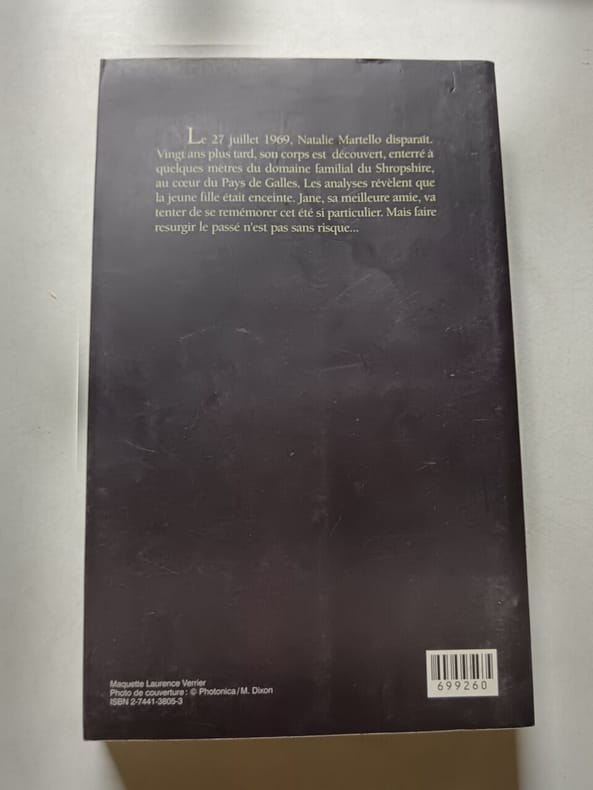 Le 27 juillet 1969, Natalie Martello disparaît.
Vingt ans plus tard, son corps est découvert, enterré à
quelques mètres du domaine familial du Shropshire,
au cœur du Pays de Galles. Les analyses révèlent que
la jeune fille était enceinte. Jane, sa meilleure amie, va
tenter de se remémorer cet été si particulier. Mais faire
resurgir le passé n'est pas sans risque...
Maquette Laurence Verrier
Photo de couverture : © Photonica / M. Dixon
ISBN 2-7441-3805-3
699260